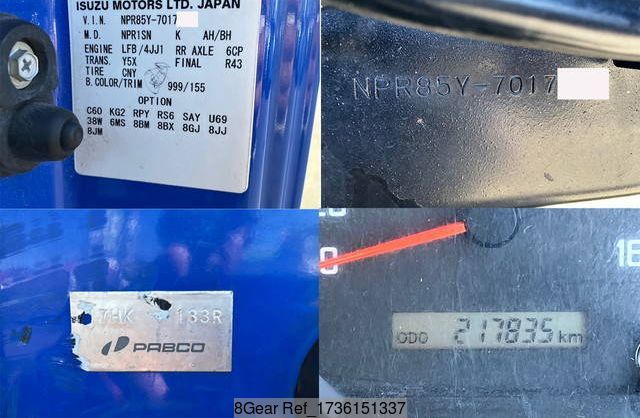 ISUZU MOTORS LTD. JAPAN
V.I.N. NPR85Y-7017
M.D. NPR1SN K AH/BH
ENGINE LFB/4JJ1 RR AXLE 6CP
TRANS. Y5X FINAL R43
TIRE CNY
B.COLOR/TRIM 999/155
OPTION
C60 KG2 RPY RS6 SAY U69
38W 6MS 8BM 8BX 8GJ 8JJ
8JM
NPR85Y-7017
133R
PABCO
ODO 217835 km
8Gear Ref_1736151337